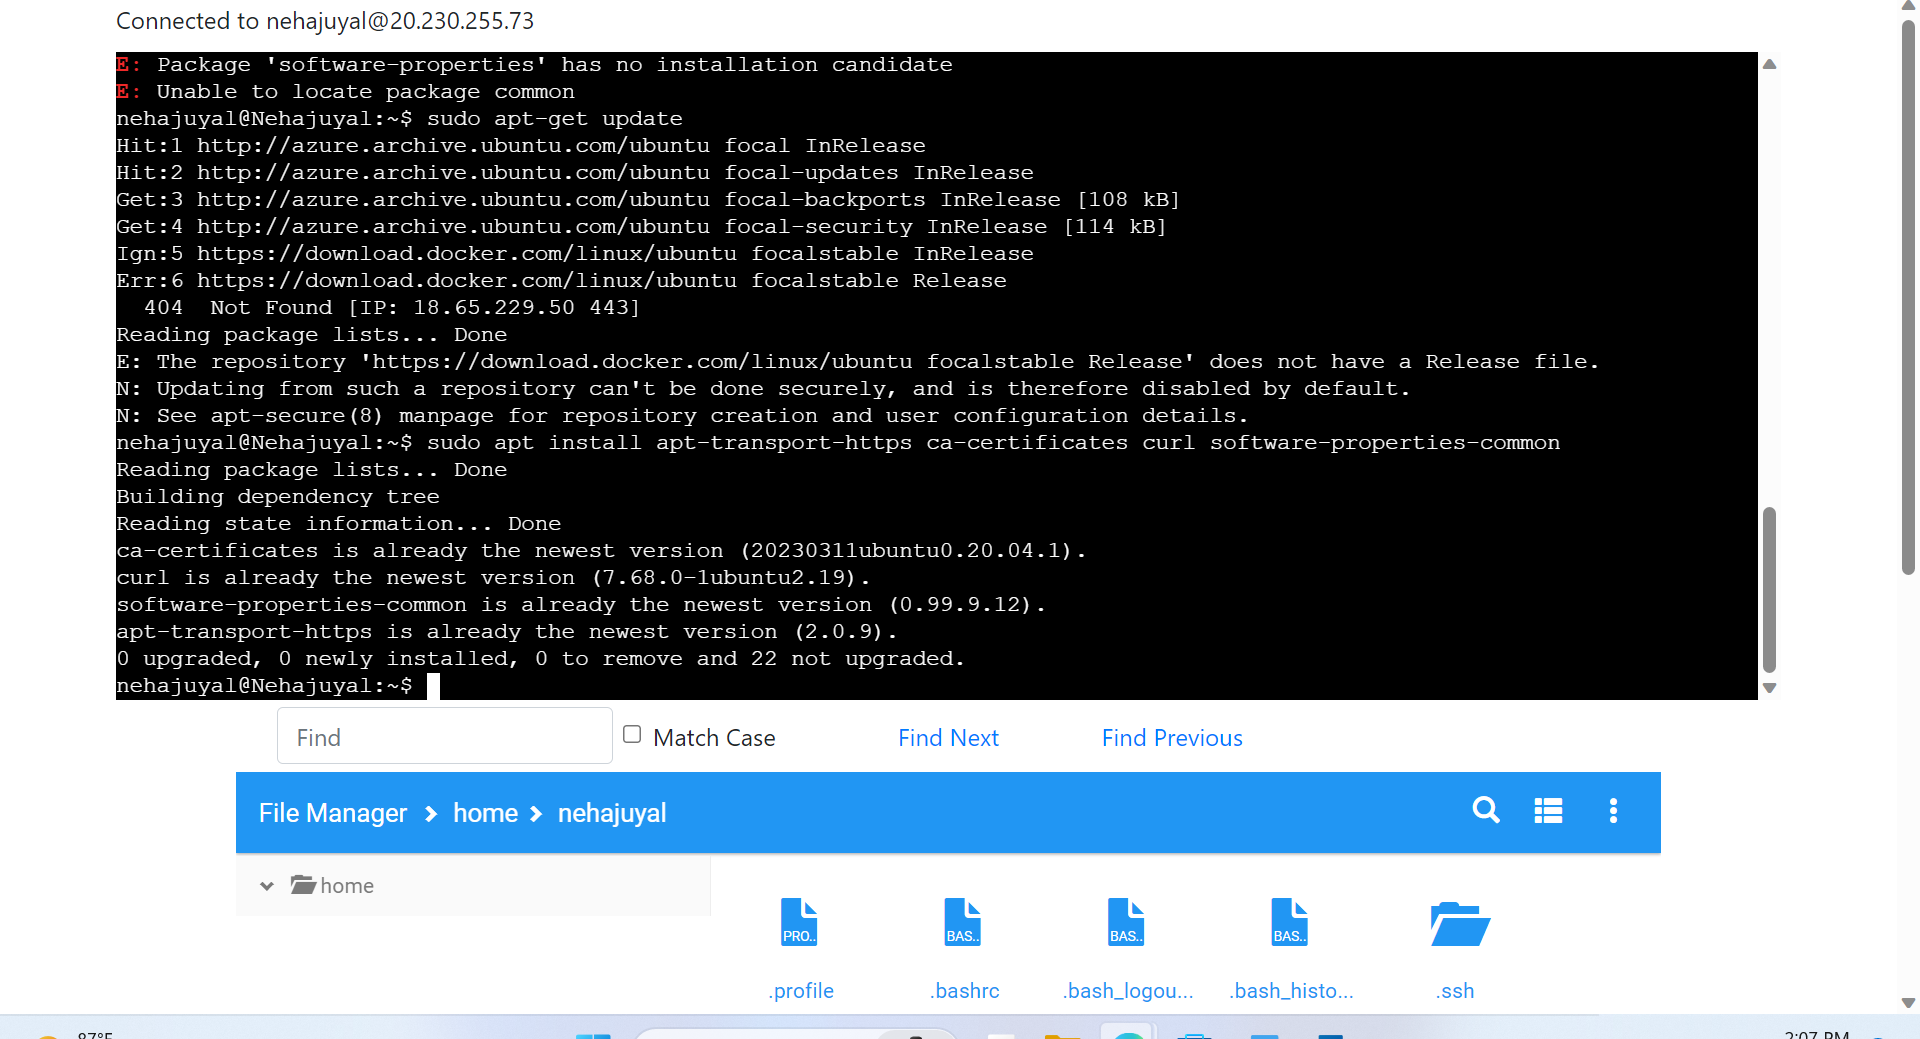 Connected to nehajuyal@20.230.255.73
E: Package 'software-properties' has no installation candidate
E: Unable to locate package common
nehajuyal@Nehajuyal:~$ sudo apt-get update
Hit:1 http://azure.archive.ubuntu.com/ubuntu focal InRelease
Hit:2 http://azure.archive.ubuntu.com/ubuntu focal-updates InRelease
Get:3 http://azure.archive.ubuntu.com/ubuntu focal-backports InRelease [108 kB]
Get:4 http://azure.archive.ubuntu.com/ubuntu focal-security InRelease [114 kB]
Ign:5 https://download.docker.com/linux/ubuntu focalstable InRelease
Err:6 https://download.docker.com/linux/ubuntu focalstable Release
  404  Not Found [IP: 18.65.229.50 443]
Reading package lists... Done
E: The repository 'https://download.docker.com/linux/ubuntu focalstable Release' does not have a Release file.
N: Updating from such a repository can't be done securely, and is therefore disabled by default.
N: See apt-secure(8) manpage for repository creation and user configuration details.
nehajuyal@Nehajuyal:~$ sudo apt install apt-transport-https ca-certificates curl software-properties-common
Reading package lists... Done
Building dependency tree
Reading state information... Done
ca-certificates is already the newest version (20230311ubuntu0.20.04.1).
curl is already the newest version (7.68.0-1ubuntu2.19).
software-properties-common is already the newest version (0.99.9.12).
apt-transport-https is already the newest version (2.0.9).
0 upgraded, 0 newly installed, 0 to remove and 22 not upgraded.
nehajuyal@Nehajuyal:~$
Find Match Case Find Next Find Previous
File Manager home nehajuyal
home
PRO.. BAS.. BAS.. BAS..
.profile .bashrc .bash_logou... .bash_histo... .ssh
87°F 2:07 PM